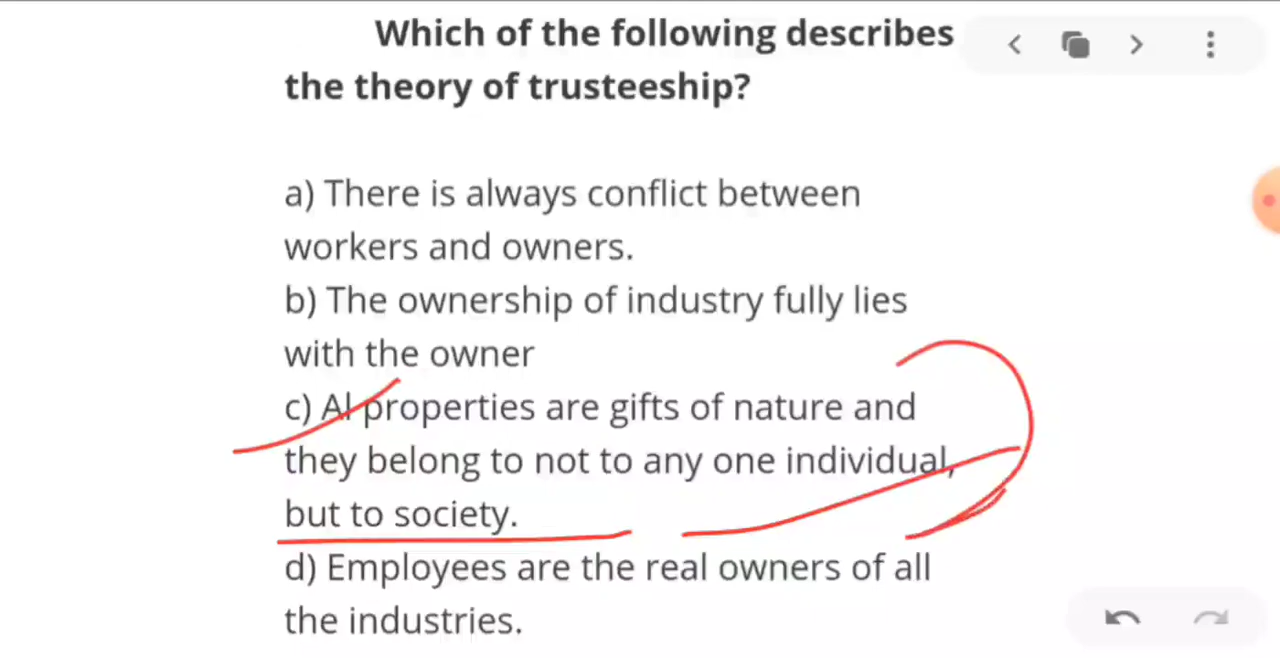 Which of the following describes
the theory of trusteeship?
a) There is always conflict between
workers and owners.
b) The ownership of industry fully lies
with the owner
c) Al properties are gifts of nature and
they belong to not to any one individual,
but to society.
d) Employees are the real owners of all
the industries.